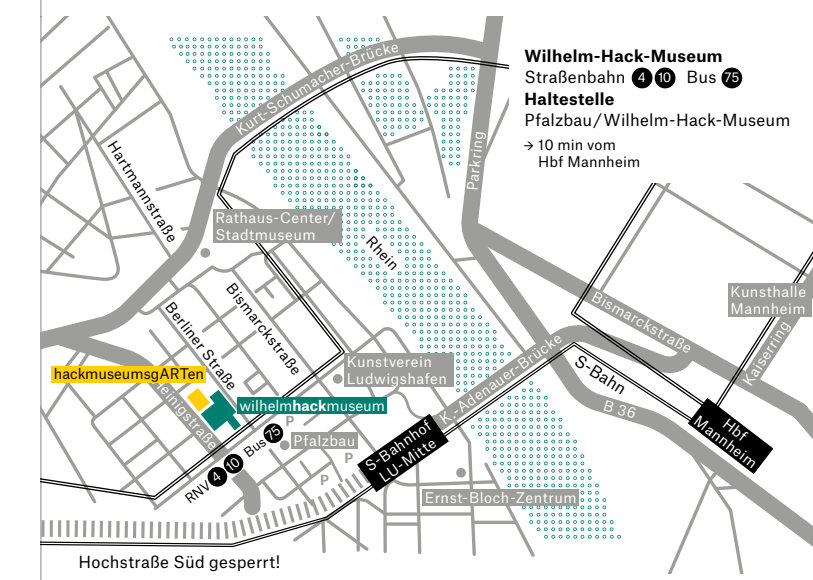 Wilhelm-Hack-Museum
Straßenbahn 4 10 Bus 75
Haltestelle
Pfalzbau/Wilhelm-Hack-Museum
→ 10 min vom
Hbf Mannheim
Kurt-Schumacher-Brücke
Parkring
Hartmannstraße
Rathaus-Center/
Stadtmuseum
Rhein
Bismarckstraße
Berliner Straße
Kunsthalle
Mannheim
Bismarckstraße
Kaiserring
Kunstverein
Ludwigshafen
K.-Adenauer-Brücke
S-Bahn
B 36
hackmuseumsgARTen
wilhelmhackmuseum
Heinigstraße
P
Pfalzbau
P
P
RNV 4 10 Bus 75
S-Bahnhof
LU-Mitte
Hbf
Mannheim
Ernst-Bloch-Zentrum
Hochstraße Süd gesperrt!